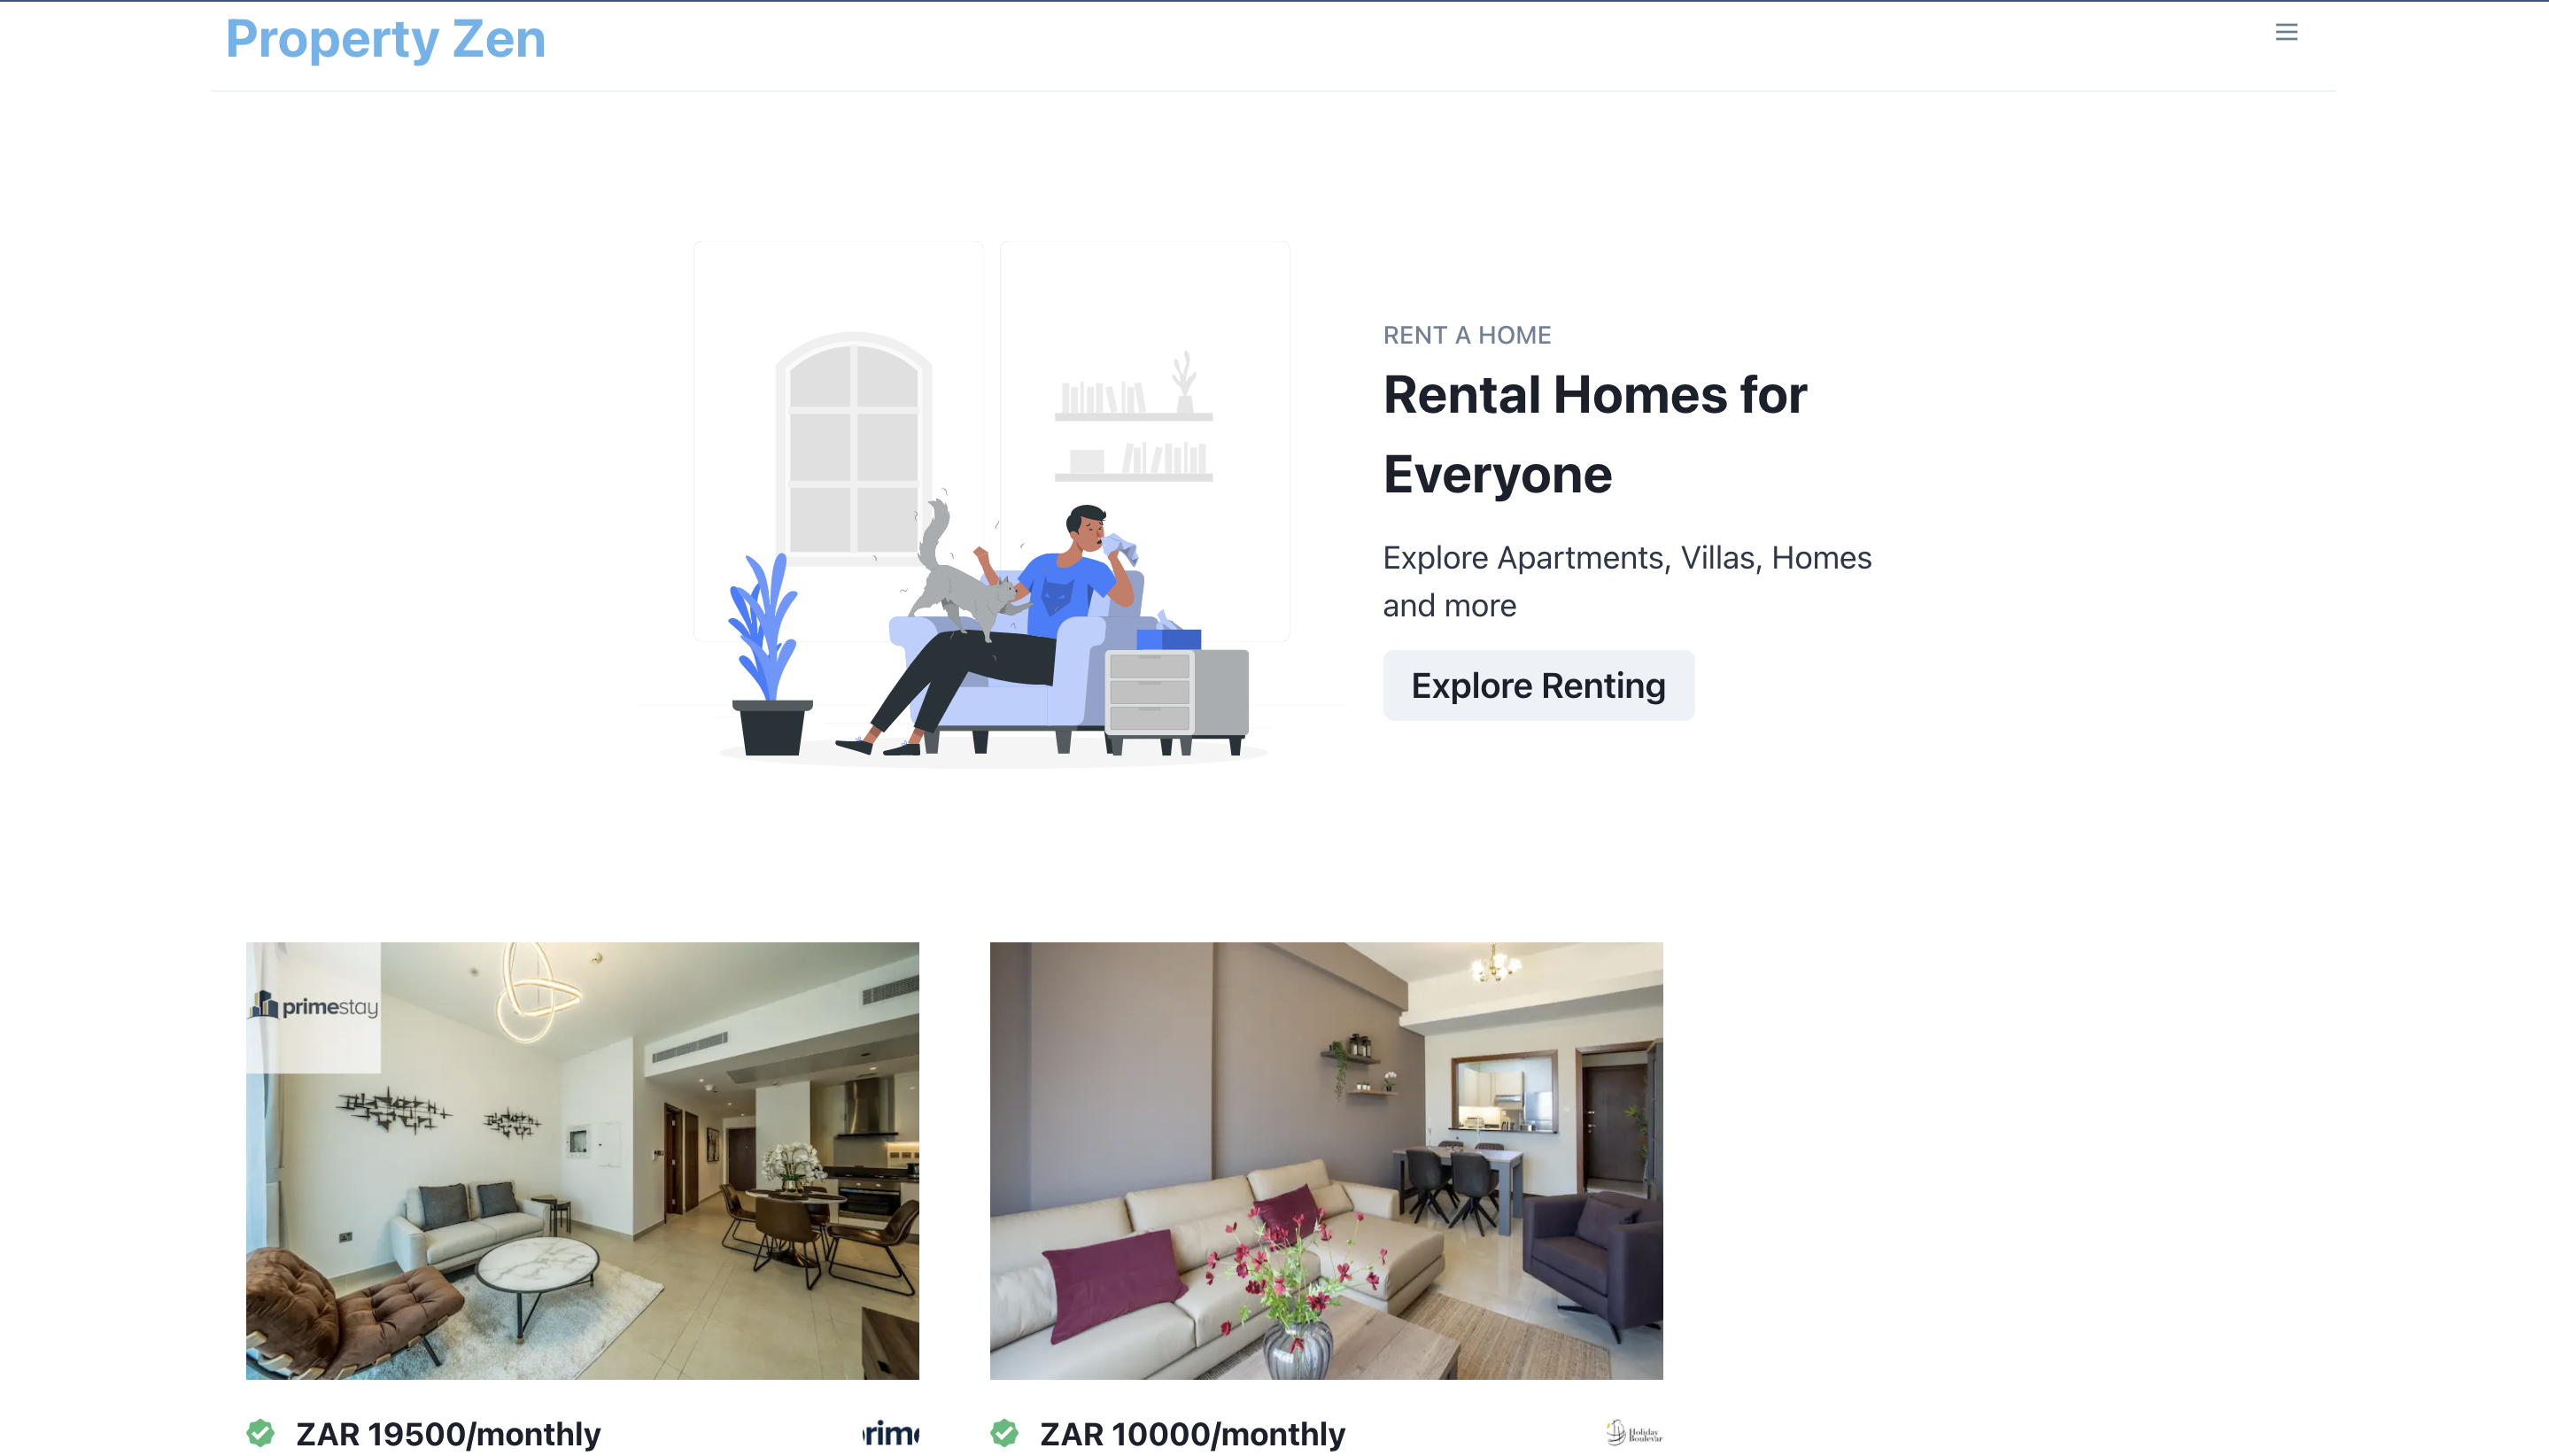 Property Zen
RENT A HOME
Rental Homes for
Everyone
Explore Apartments, Villas, Homes
and more
Explore Renting
primestay
ZAR 19500/monthly
rim
ZAR 10000/monthly
Holiday
Boulevar